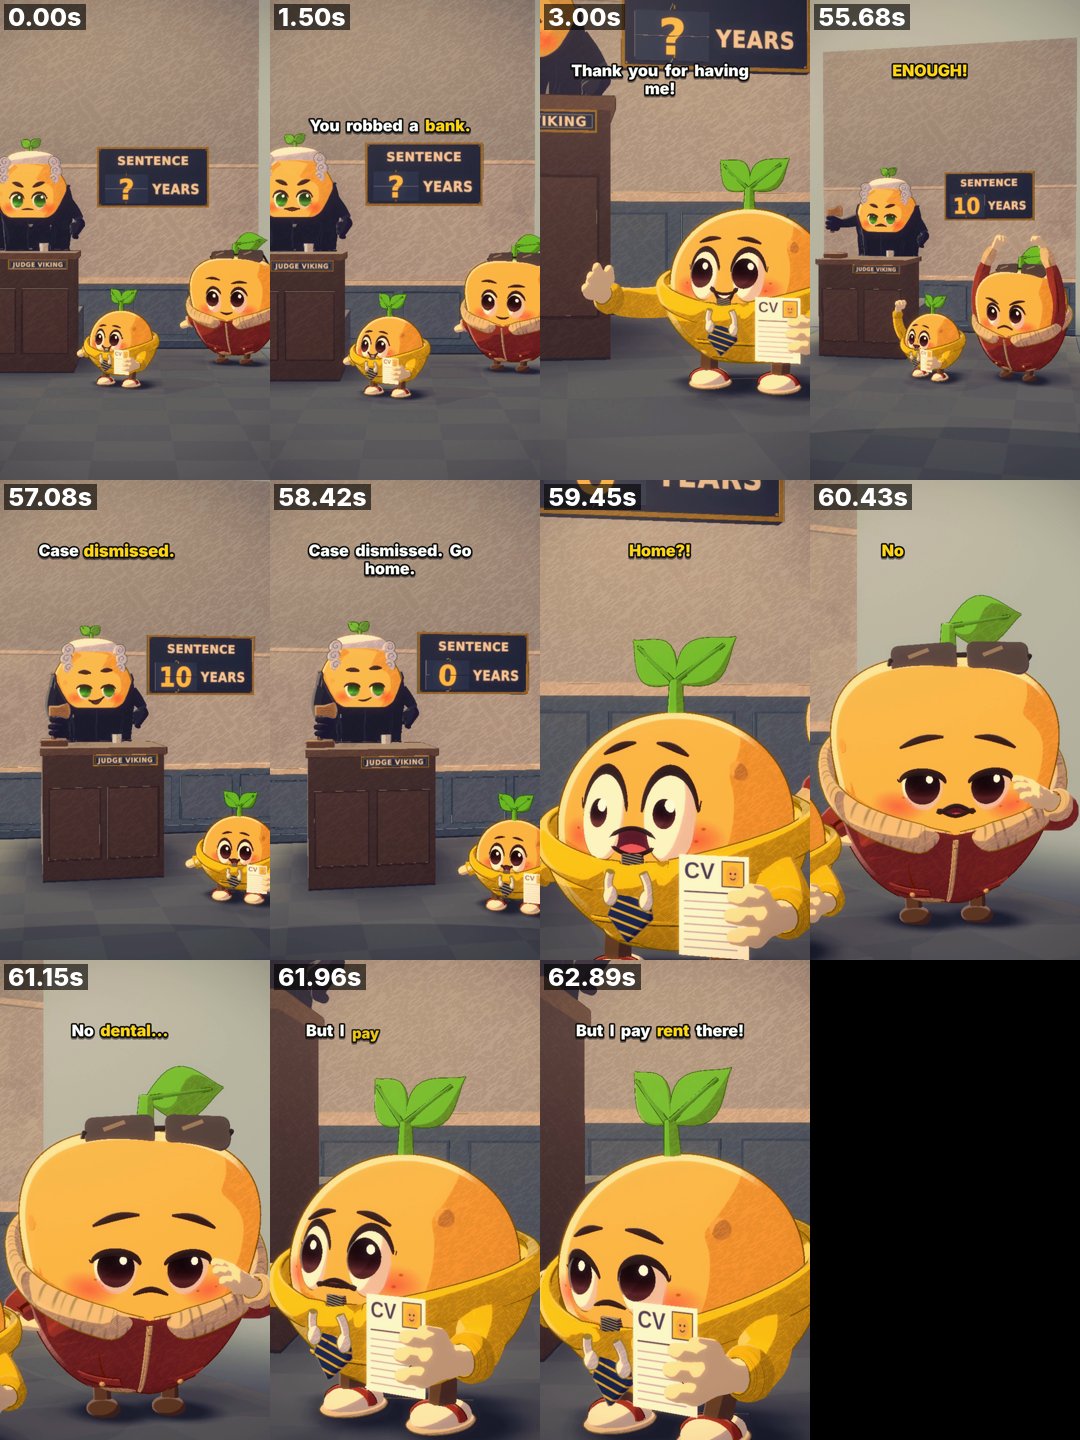 0.00s
SENTENCE
? YEARS
JUDGE VIKING
CV
1.50s
You robbed a bank.
SENTENCE
? YEARS
JUDGE VIKING
CV
3.00s
? YEARS
Thank you for having
me!
IKING
CV
55.68s
ENOUGH!
SENTENCE
10 YEARS
JUDGE VIKING
57.08s
Case dismissed.
SENTENCE
10 YEARS
JUDGE VIKING
CV
58.42s
Case dismissed. Go
home.
SENTENCE
0 YEARS
JUDGE VIKING
CV
59.45s
YEARS
Home?!
CV
60.43s
No
61.15s
No dental...
61.96s
But I pay
CV
62.89s
But I pay rent there!
CV